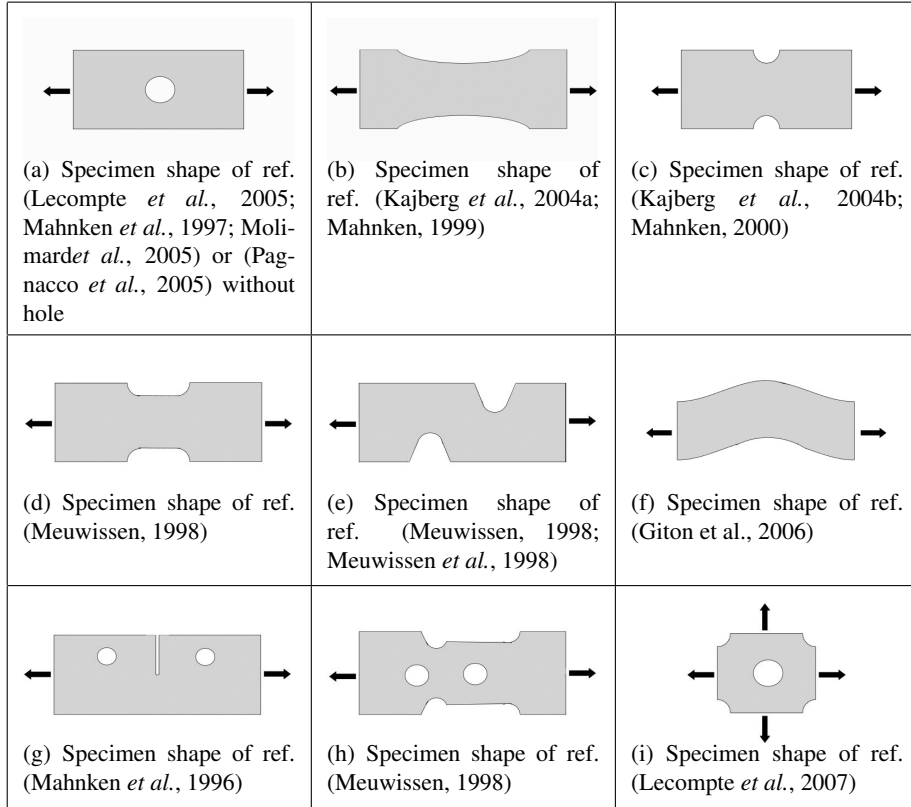 (a) Specimen shape of ref.
(Lecompte et al., 2005;
Mahnken et al., 1997; Moli-
mardet al., 2005) or (Pag-
nacco et al., 2005) without
hole
(b) Specimen shape of
ref. (Kajberg et al., 2004a;
Mahnken, 1999)
(c) Specimen shape of ref.
(Kajberg et al., 2004b;
Mahnken, 2000)
(d) Specimen shape of ref.
(Meuwissen, 1998)
(e) Specimen shape of
ref. (Meuwissen, 1998;
Meuwissen et al., 1998)
(f) Specimen shape of ref.
(Giton et al., 2006)
(g) Specimen shape of ref.
(Mahnken et al., 1996)
(h) Specimen shape of ref.
(Meuwissen, 1998)
(i) Specimen shape of ref.
(Lecompte et al., 2007)